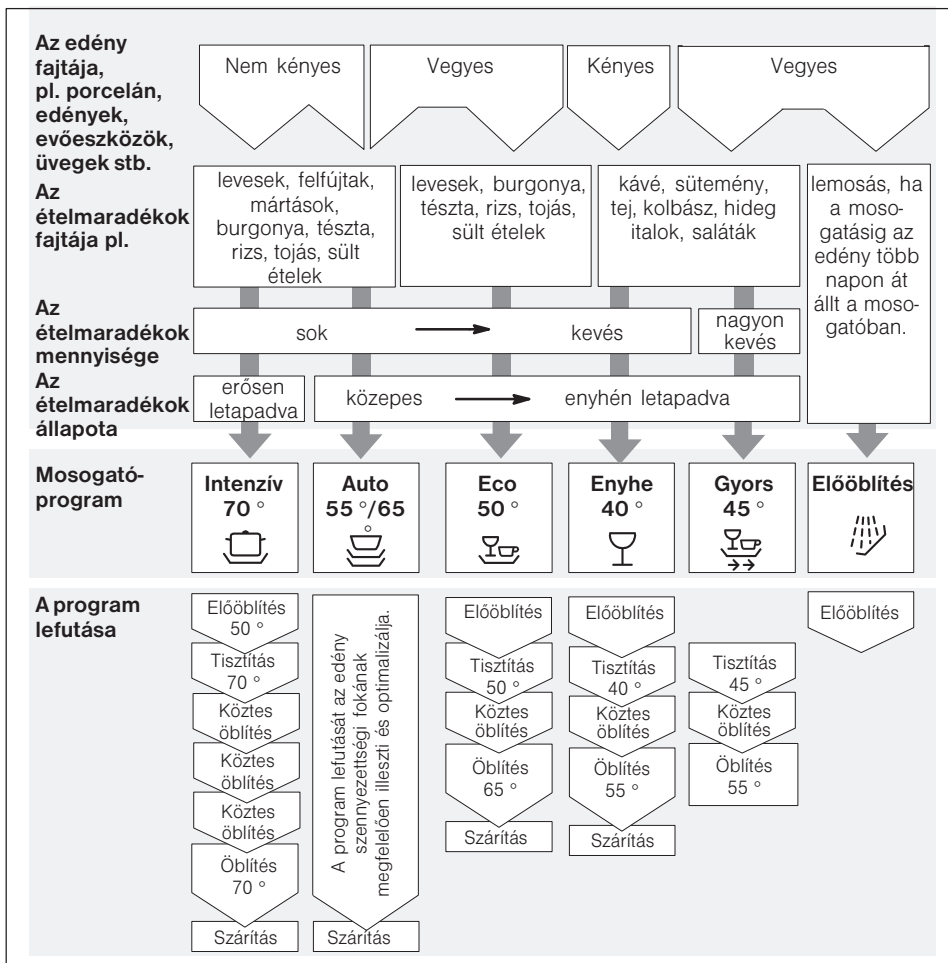 Az edény
fajtája,
pl. porcelán,
edények,
evőeszközök,
üvegek stb.
Nem kényes
Vegyes
Kényes
Vegyes
Az
ételmaradékok
fajtája pl.
levesek, felfújtak,
mártások,
burgonya, tészta,
rizs, tojás, sült
ételek
levesek, burgonya,
tészta, rizs, tojás,
sült ételek
kávé, sütemény,
tej, kolbász, hideg
italok, saláták
lemosás, ha
a moso-
gatásig az
edény több
napon át
állt a moso-
gatóban.
Az
ételmaradékok
mennyisége
sok
kevés
nagyon
kevés
Az
ételmaradékok
állapota
erősen
letapadva
közepes
enyhén letapadva
Mosogató-
program
Intenzív
70 °
Auto
55 °/65
°
Eco
50 °
Enyhe
40 °
Gyors
45 °
Előöblítés
A program
lefutása
Előöblítés
50 °
Tisztítás
70 °
Köztes
öblítés
Köztes
öblítés
Köztes
öblítés
Öblítés
70 °
Szárítás
A program lefutását az edény
szennyezettségi fokának
megfelelően illeszti és optimalizálja.
Szárítás
Előöblítés
Tisztítás
50 °
Köztes
öblítés
Öblítés
65 °
Szárítás
Előöblítés
Tisztítás
40 °
Köztes
öblítés
Öblítés
55 °
Szárítás
Tisztítás
45 °
Köztes
öblítés
Öblítés
55 °
Előöblítés